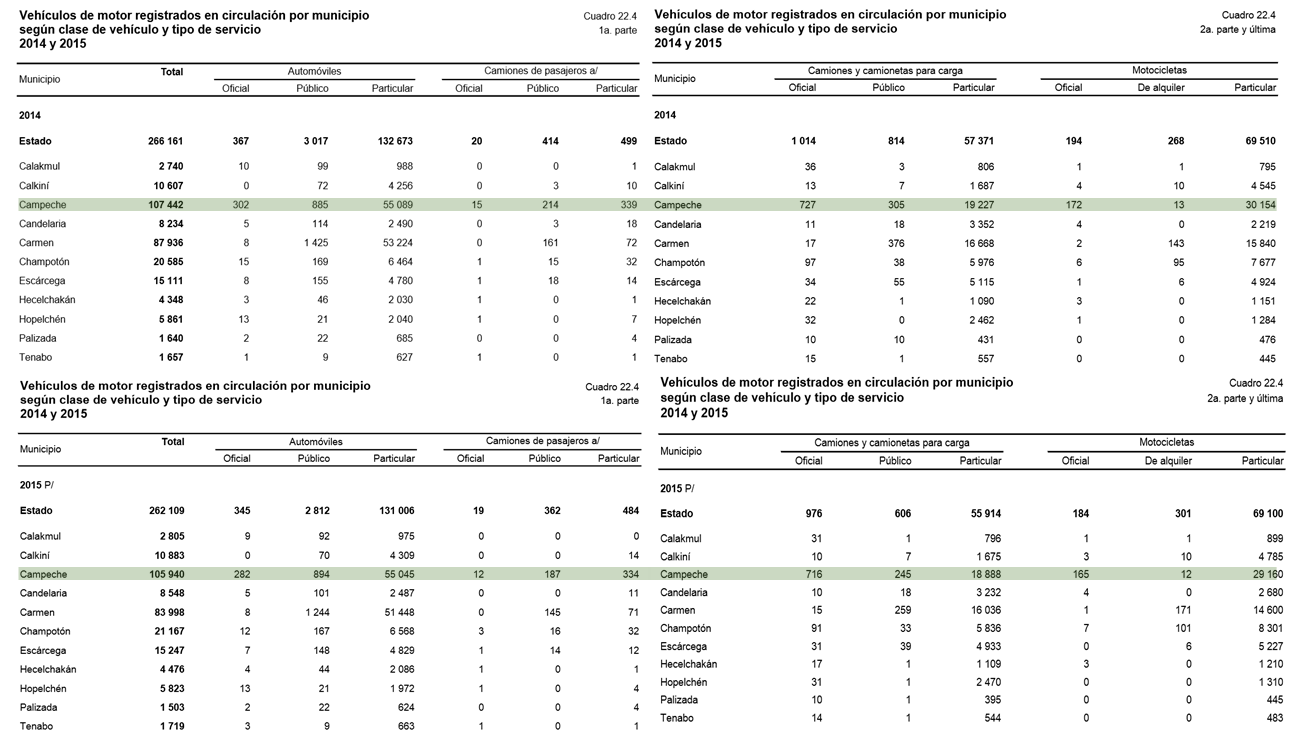 Vehículos de motor registrados en circulación por municipio Cuadro 22.4
según clase de vehículo y tipo de servicio 1a. parte
2014 y 2015
Municipio Total Automóviles Camiones de pasajeros a/
Oficial Público Particular Oficial Público Particular
2014
Estado 266 161 367 3 017 132 673 20 414 499
Calakmul 2 740 10 99 988 0 0 1
Calkiní 10 607 0 72 4 256 0 3 10
Campeche 107 442 302 885 55 089 15 214 339
Candelaria 8 234 5 114 2 490 0 3 18
Carmen 87 936 8 1 425 53 224 0 161 72
Champotón 20 585 15 169 6 464 1 15 32
Escárcega 15 111 8 155 4 780 1 18 14
Hecelchakán 4 348 3 46 2 030 1 0 1
Hopelchén 5 861 13 21 2 040 1 0 7
Palizada 1 640 2 22 685 0 0 4
Tenabo 1 657 1 9 627 1 0 1
Vehículos de motor registrados en circulación por municipio Cuadro 22.4
según clase de vehículo y tipo de servicio 2a. parte y última
2014 y 2015
Municipio Camiones y camionetas para carga Motocicletas
Oficial Público Particular Oficial De alquiler Particular
2014
Estado 1 014 814 57 371 194 268 69 510
Calakmul 36 3 806 1 1 795
Calkiní 13 7 1 687 4 10 4 545
Campeche 727 305 19 227 172 13 30 154
Candelaria 11 18 3 352 4 0 2 219
Carmen 17 376 16 668 2 143 15 840
Champotón 97 38 5 976 6 95 7 677
Escárcega 34 55 5 115 1 6 4 924
Hecelchakán 22 1 1 090 3 0 1 151
Hopelchén 32 0 2 462 1 0 1 284
Palizada 10 10 431 0 0 476
Tenabo 15 1 557 0 0 445
Vehículos de motor registrados en circulación por municipio Cuadro 22.4
según clase de vehículo y tipo de servicio 1a. parte
2014 y 2015
Municipio Total Automóviles Camiones de pasajeros a/
Oficial Público Particular Oficial Público Particular
2015 P/
Estado 262 109 345 2 812 131 006 19 362 484
Calakmul 2 805 9 92 975 0 0 0
Calkiní 10 883 0 70 4 309 0 0 14
Campeche 105 940 282 894 55 045 12 187 334
Candelaria 8 548 5 101 2 487 0 0 11
Carmen 83 998 8 1 244 51 448 0 145 71
Champotón 21 167 12 167 6 568 3 16 32
Escárcega 15 247 7 148 4 829 1 14 12
Hecelchakán 4 476 4 44 2 086 1 0 1
Hopelchén 5 823 13 21 1 972 1 0 4
Palizada 1 503 2 22 624 0 0 4
Tenabo 1 719 3 9 663 1 0 1
Vehículos de motor registrados en circulación por municipio Cuadro 22.4
según clase de vehículo y tipo de servicio 2a. parte y última
2014 y 2015
Municipio Camiones y camionetas para carga Motocicletas
Oficial Público Particular Oficial De alquiler Particular
2015 P/
Estado 976 606 55 914 184 301 69 100
Calakmul 31 1 796 1 1 899
Calkiní 10 7 1 675 3 10 4 785
Campeche 716 245 18 888 165 12 29 160
Candelaria 10 18 3 232 4 0 2 680
Carmen 15 259 16 036 1 171 14 600
Champotón 91 33 5 836 7 101 8 301
Escárcega 31 39 4 933 0 6 5 227
Hecelchakán 17 1 1 109 3 0 1 210
Hopelchén 31 1 2 470 0 0 1 310
Palizada 10 1 395 0 0 445
Tenabo 14 1 544 0 0 483